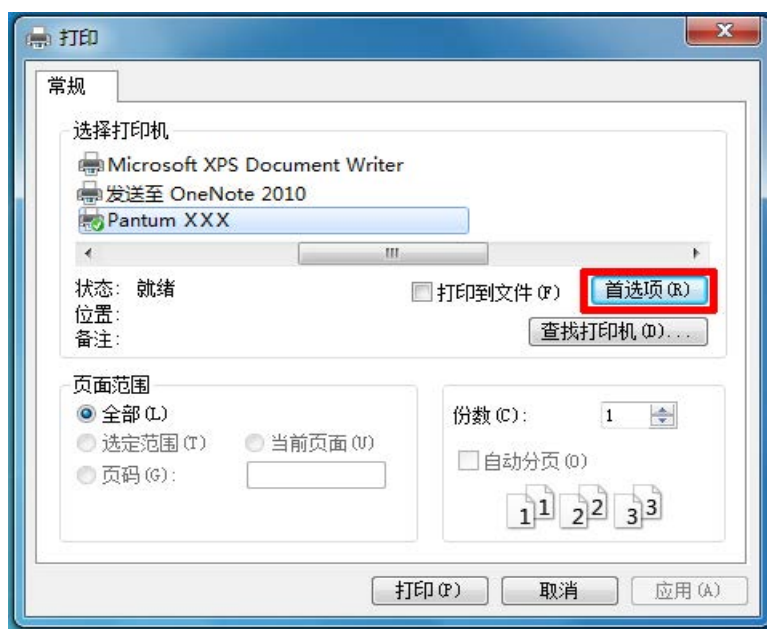 打印
常规
选择打印机
Microsoft XPS Document Writer
发送至 OneNote 2010
Pantum XXX
状态: 就绪
打印到文件(F)
首选项(R)
位置:
查找打印机(D)...
备注:
页面范围
全部(L)
选定范围(T)
当前页面(U)
页码(G):
份数(C): 1
自动分页(O)
1 1 2 2 3 3
打印(P)
取消
应用(A)